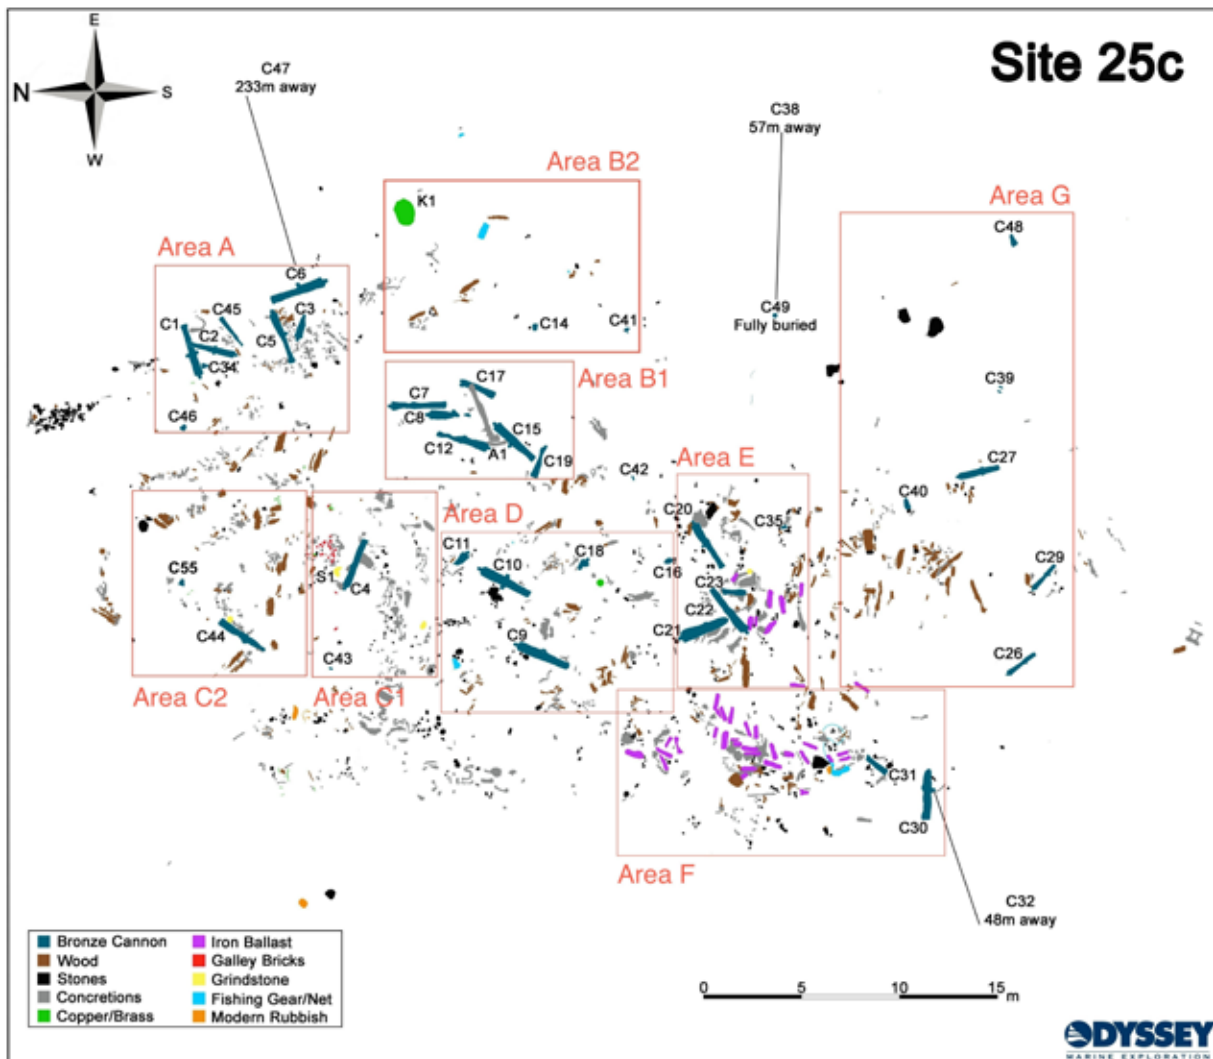 E
Site 25c
C47
233m away
N
S
C38
57m away
W
Area B2
K1
Area G
C48
Area A
C6
C45
C3
C49
Fully buried
C1
C2
C5
C14
C41
C34
Area B1
C17
C39
C7
C46
C8
C15
C12
A1
C19
C42
Area E
C27
Area D
C20
C35
C40
C11
C18
C55
S1
C10
C16
C29
C4
C23
C22
C44
C9
C21
C43
C26
Area C2
Area C1
C31
C30
Area F
C32
48m away
Bronze Cannon
Iron Ballast
Wood
Galley Bricks
Stones
Grindstone
Concretions
Fishing Gear/Net
Copper/Brass
Modern Rubbish
0 5 10 15 m
ODYSSEY
MARINE EXPLORATION